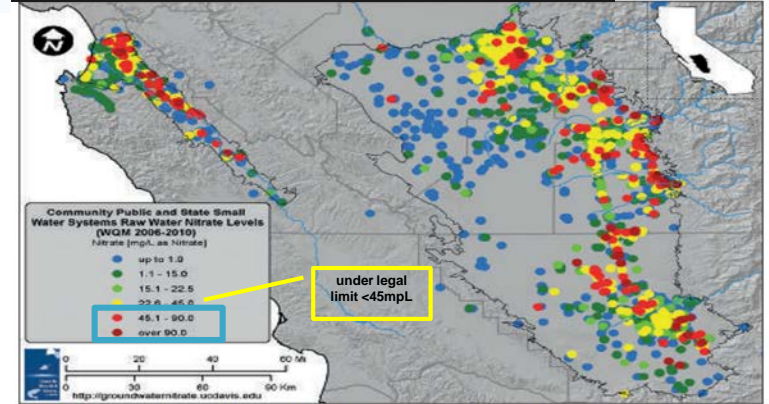 N
Community Public and State Small
Water Systems Raw Water Nitrate Levels
(WQM 2006-2010)
Nitrate [mg/L as Nitrate]
up to 1.0
1.1 - 15.0
15.1 - 22.5
22.6 - 45.0
45.1 - 90.0
over 90.0
under legal
limit <45mpL
0 20 40 60 Mi
0 30 60 90 Km
http://groundwaternitrate.ucdavis.edu